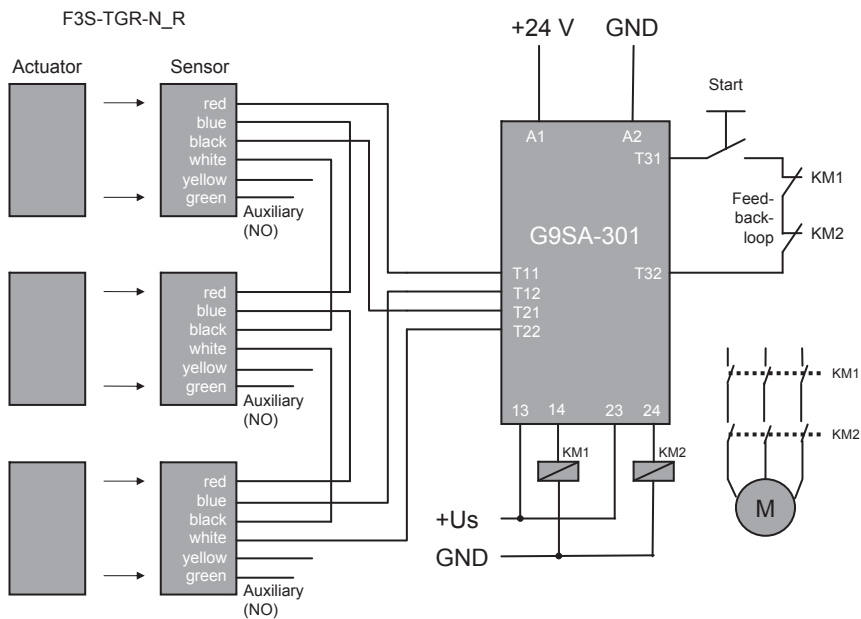 F3S-TGR-N_R
Actuator
Sensor
red
blue
black
white
yellow
green
Auxiliary
(NO)
red
blue
black
white
yellow
green
Auxiliary
(NO)
red
blue
black
white
yellow
green
Auxiliary
(NO)
+24 V
GND
A1
A2
T31
G9SA-301
T32
T11
T12
T21
T22
13
14
23
24
Start
KM1
Feed-
back-
loop
KM2
KM1
KM2
+Us
GND
KM1
KM2
M